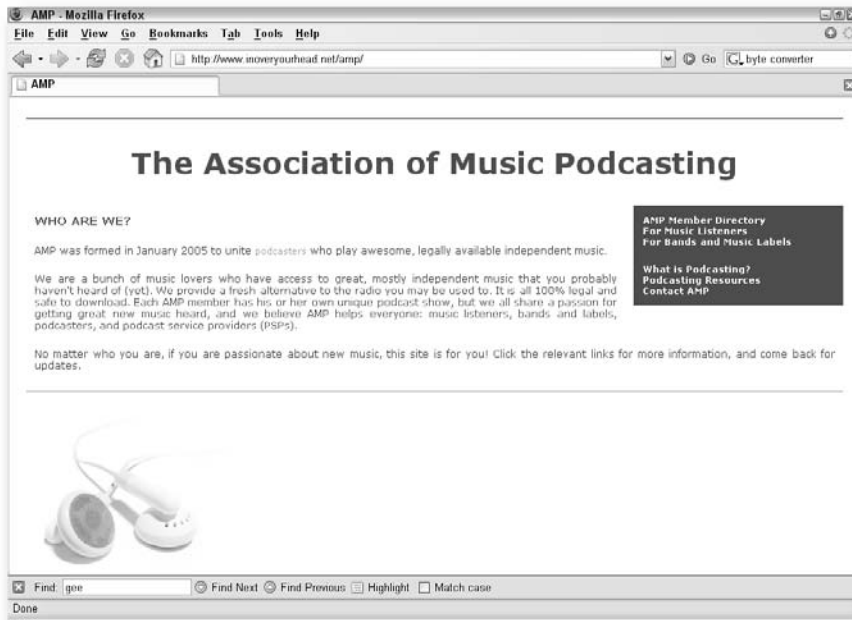 AMP - Mozilla Firefox
File Edit View Go Bookmarks Tab Tools Help
http://www.inoveryourhead.net/amp/ Go G byte converter
AMP
The Association of Music Podcasting
WHO ARE WE?
AMP was formed in January 2005 to unite podcasters who play awesome, legally available independent music.
We are a bunch of music lovers who have access to great, mostly independent music that you probably
haven't heard of (yet). We provide a fresh alternative to the radio you may be used to. It is all 100% legal and
safe to download. Each AMP member has his or her own unique podcast show, but we all share a passion for
getting great new music heard, and we believe AMP helps everyone: music listeners, bands and labels,
podcasters, and podcast service providers (PSPs).
No matter who you are, if you are passionate about new music, this site is for you! Click the relevant links for more information, and come back for
updates.
AMP Member Directory
For Music Listeners
For Bands and Music Labels
What is Podcasting?
Podcasting Resources
Contact AMP
Find: gee Find Next Find Previous Highlight Match case
Done